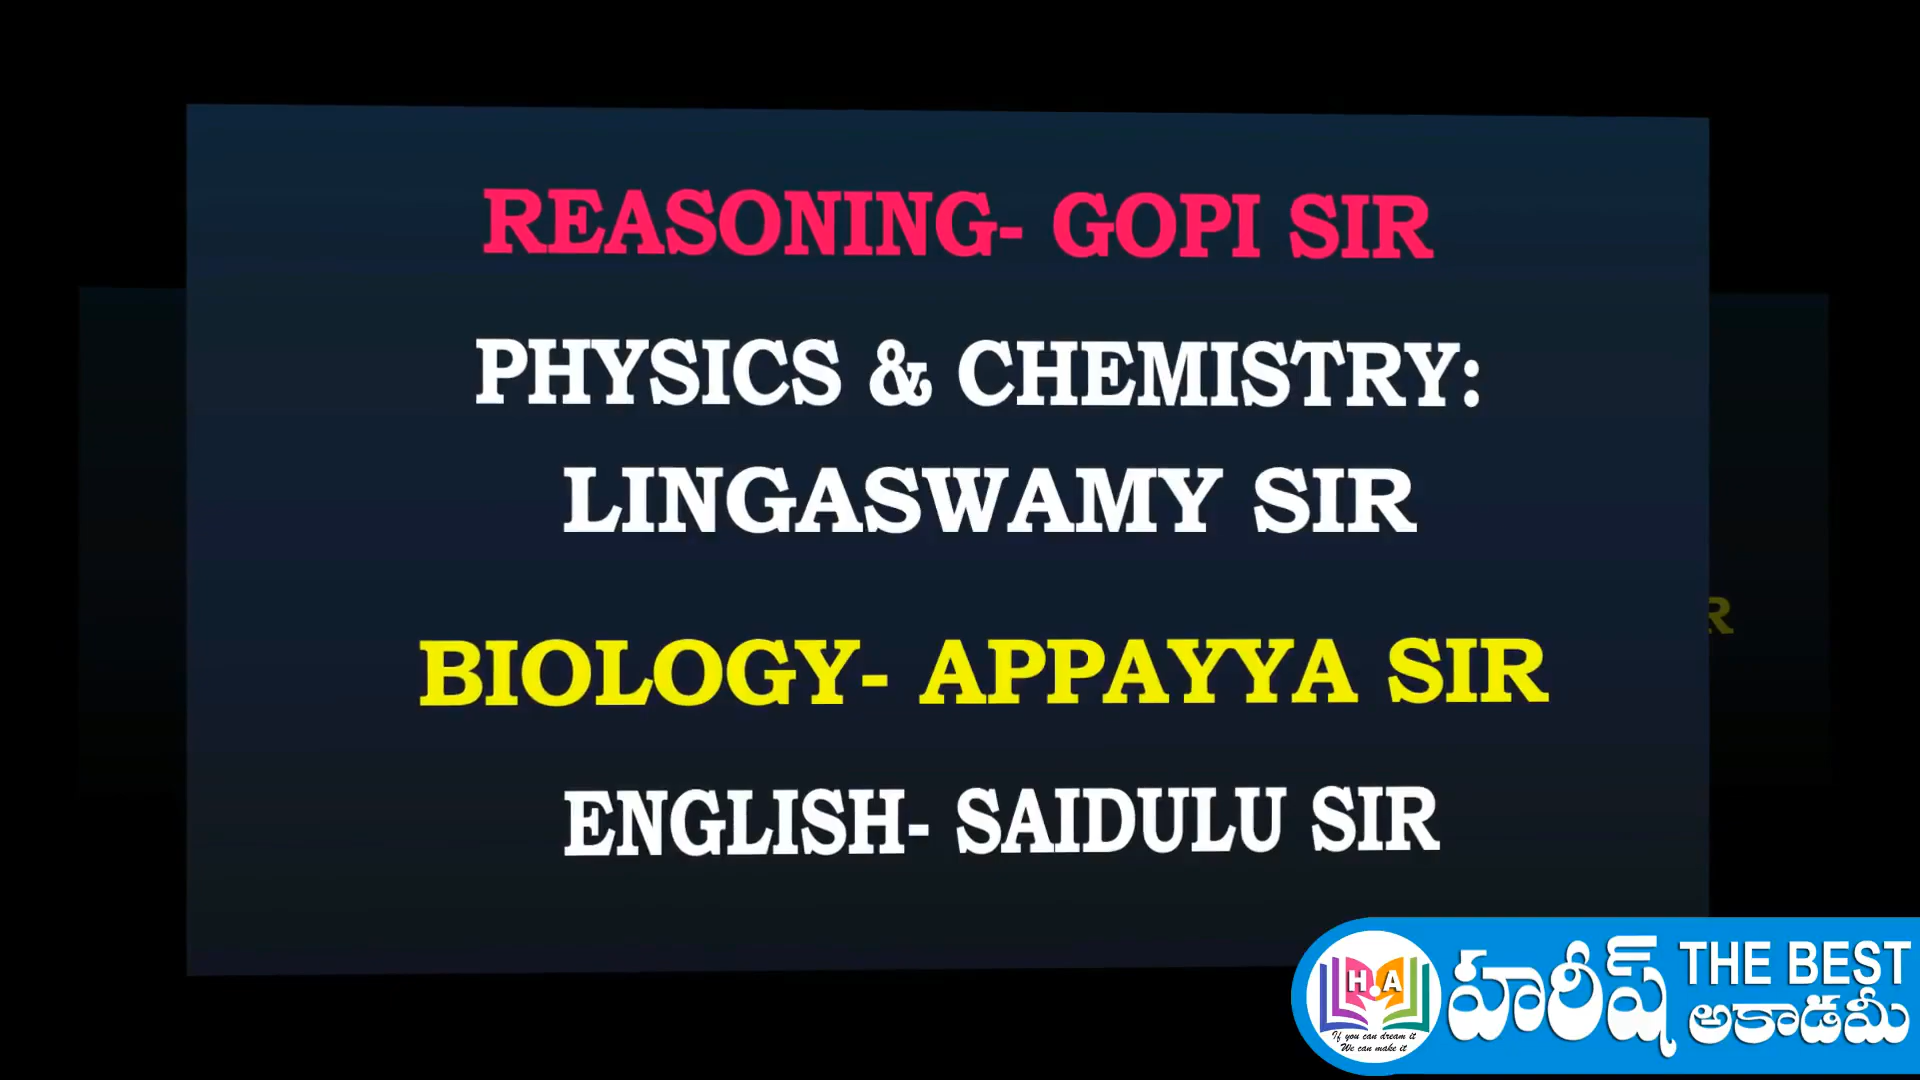 REASONING- GOPI SIR
PHYSICS & CHEMISTRY:
LINGASWAMY SIR
BIOLOGY- APPAYYA SIR
ENGLISH- SAIDULU SIR
R
H.A
If you can dream it
We can make it
హరీష్
THE BEST
అకాడమీ